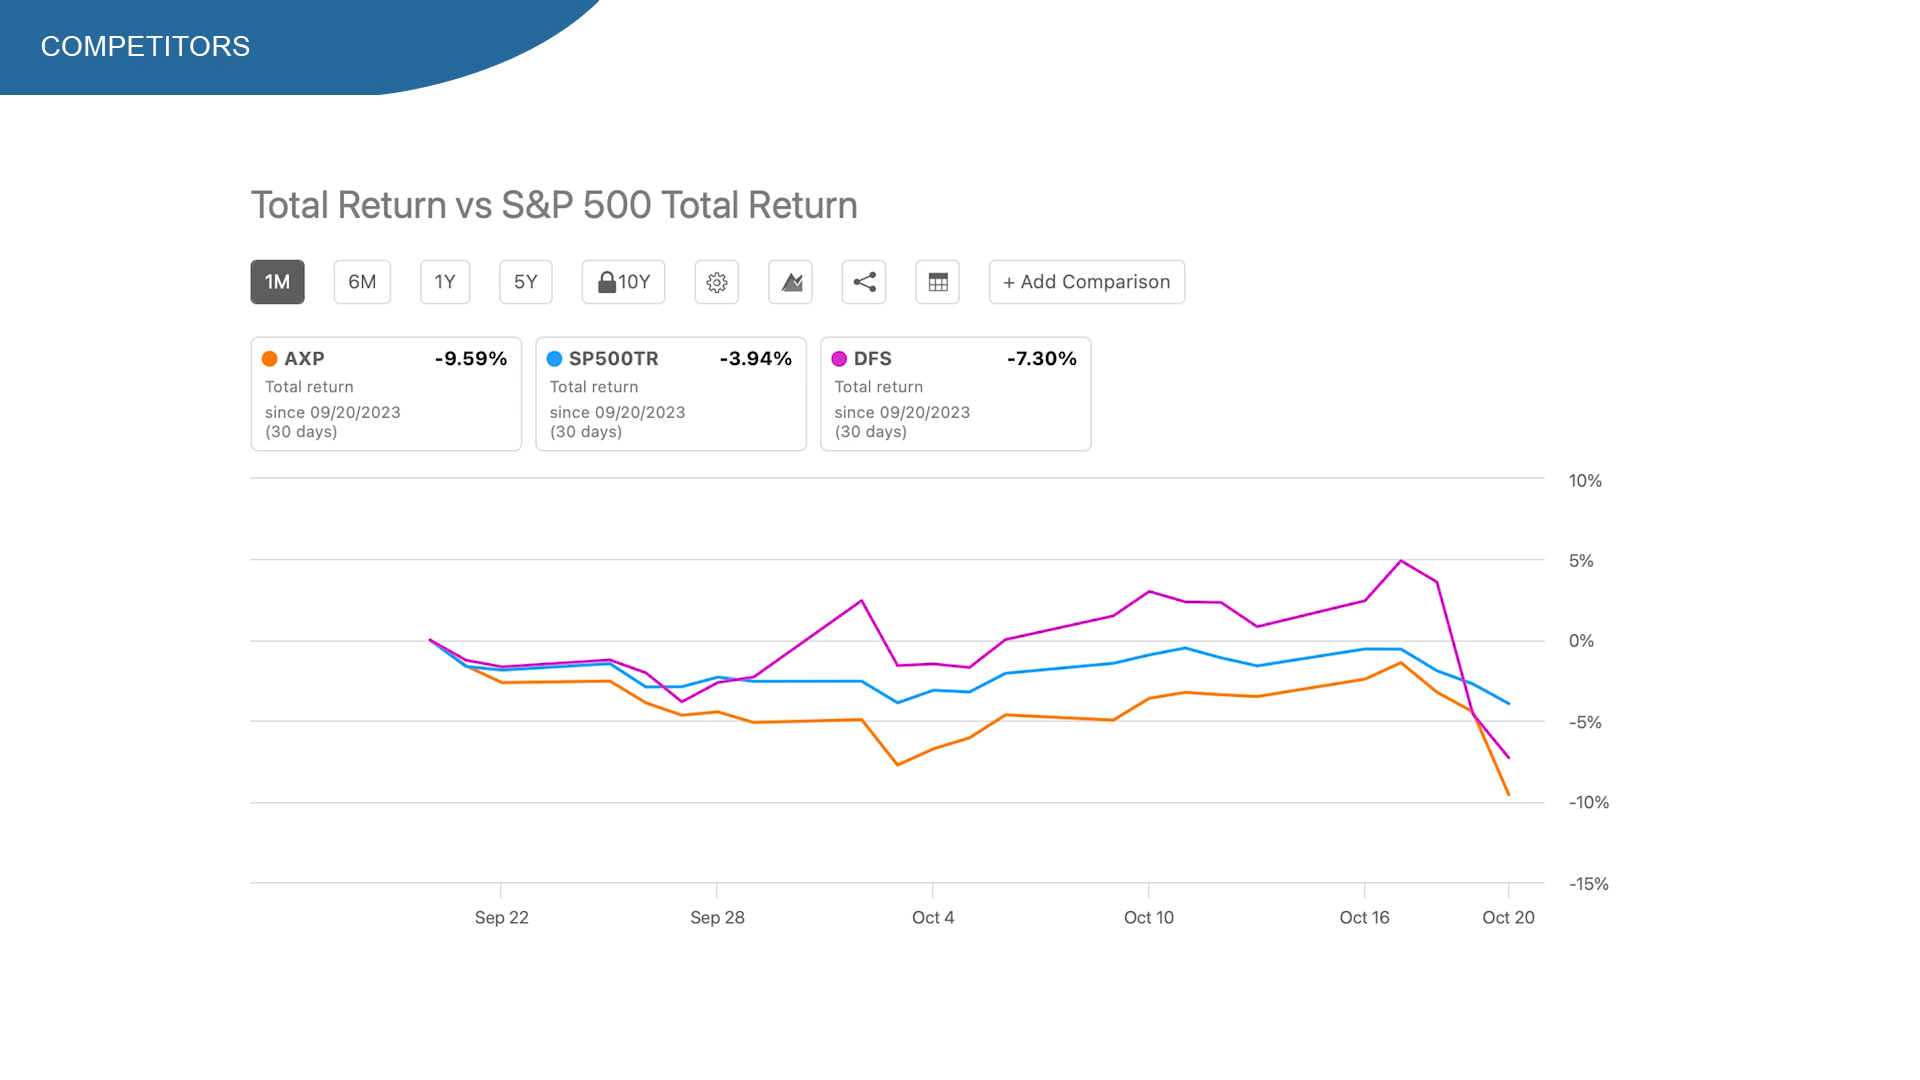 COMPETITORS
Total Return vs S&P 500 Total Return
1M 6M 1Y 5Y 10Y + Add Comparison
AXP -9.59%
Total return
since 09/20/2023
(30 days)
SP500TR -3.94%
Total return
since 09/20/2023
(30 days)
DFS -7.30%
Total return
since 09/20/2023
(30 days)
10%
5%
0%
-5%
-10%
-15%
Sep 22 Sep 28 Oct 4 Oct 10 Oct 16 Oct 20